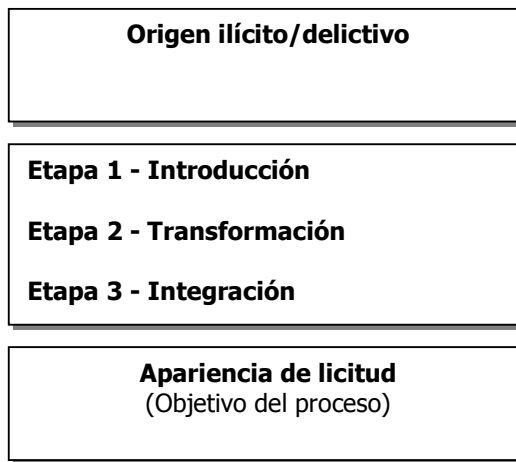 Origen ilícito/delictivo
Etapa 1 - Introducción
Etapa 2 - Transformación
Etapa 3 - Integración
Apariencia de licitud
(Objetivo del proceso)